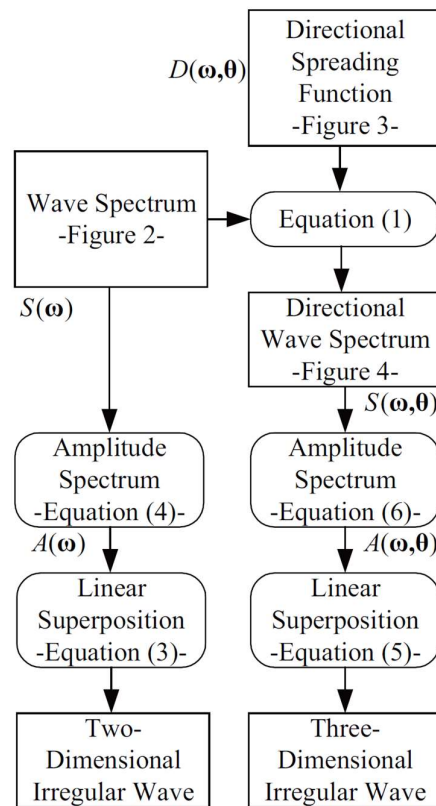 D(ω,θ)
Directional
Spreading
Function
-Figure 3-
Wave Spectrum
-Figure 2-
Equation (1)
S(ω)
Directional
Wave Spectrum
-Figure 4-
S(ω,θ)
Amplitude
Spectrum
-Equation (4)-
Amplitude
Spectrum
-Equation (6)-
A(ω)
A(ω,θ)
Linear
Superposition
-Equation (3)-
Linear
Superposition
-Equation (5)-
Two-
Dimensional
Irregular Wave
Three-
Dimensional
Irregular Wave